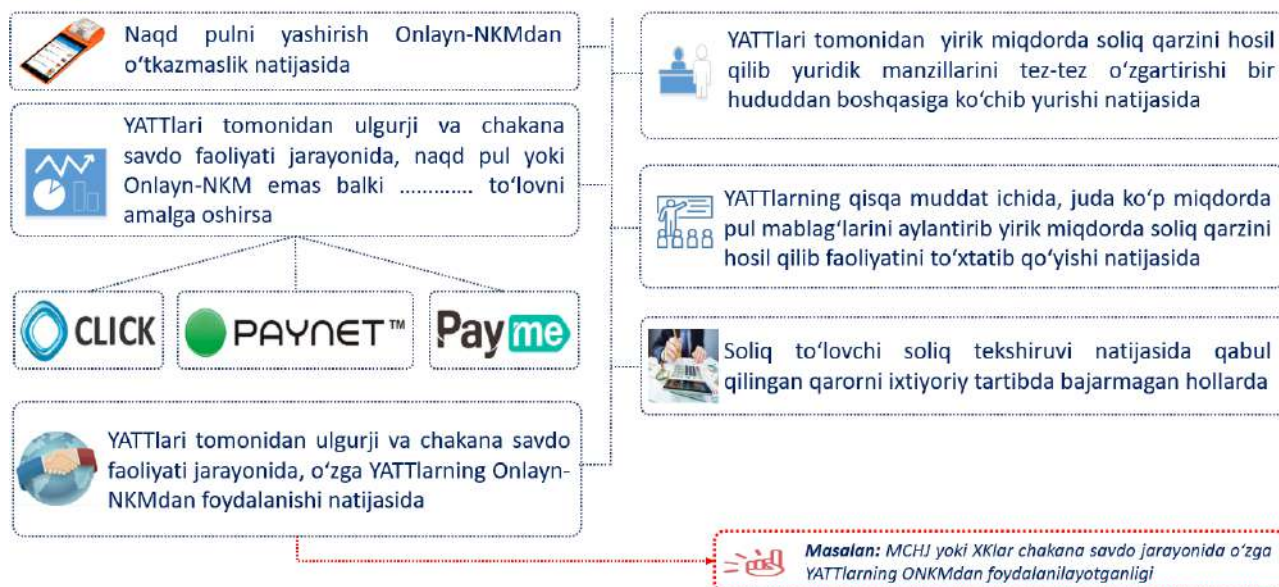 Naqd pulni yashirish Onlayn-NKMdan
o‘tkazmaslik natijasida
YATTlari tomonidan ulgurji va chakana
savdo faoliyati jarayonida, naqd pul yoki
Onlayn-NKM emas balki ............ to‘lovni
amalga oshirsa
CLICK
PAYNET™
Payme
YATTlari tomonidan ulgurji va chakana savdo
faoliyati jarayonida, o‘zga YATTlarning Onlayn-
NKMdan foydalanishi natijasida
YATTlari tomonidan yirik miqdorda soliq qarzini hosil
qilib yuridik manzillarini tez-tez o‘zgartirishi bir
hududdan boshqasiga ko‘chib yurishi natijasida
YATTlarning qisqa muddat ichida, juda ko‘p miqdorda
pul mablag‘larini aylantirib yirik miqdorda soliq qarzini
hosil qilib faoliyatini to‘xtatib qo‘yishi natijasida
Soliq to‘lovchi soliq tekshiruvi natijasida qabul
qilingan qarorni ixtiyoriy tartibda bajarmagan hollarda
Masalan: MCHJ yoki XKlar chakana savdo jarayonida o‘zga
YATTlarning ONKMdan foydalanilayotganligi